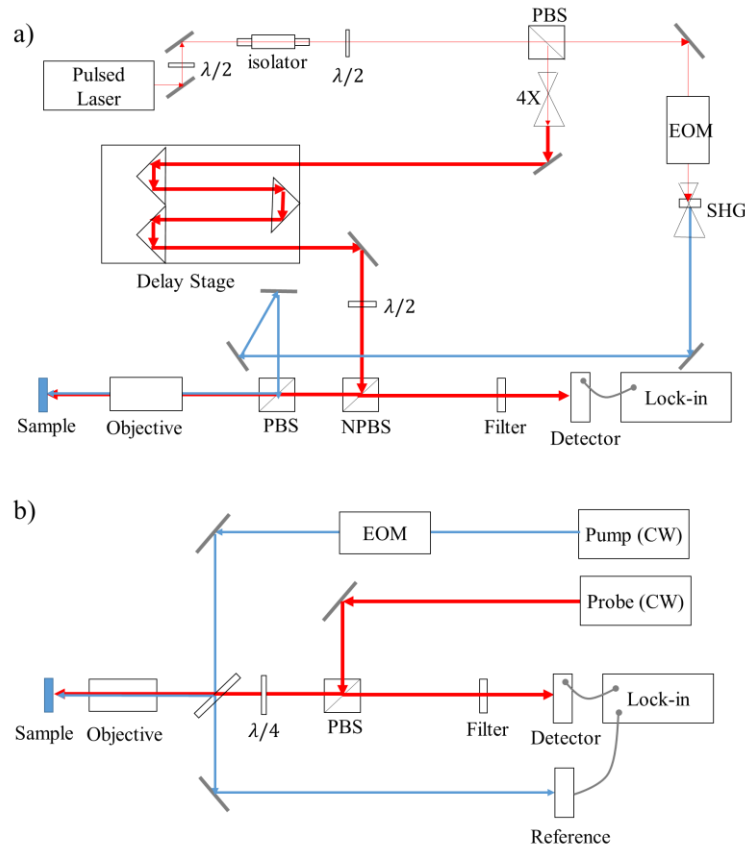 a)
PBS
Pulsed
Laser
λ/2
isolator
λ/2
4X
EOM
SHG
Delay Stage
λ/2
Sample
Objective
PBS
NPBS
Filter
Detector
Lock-in
b)
EOM
Pump (CW)
Probe (CW)
Sample
Objective
λ/4
PBS
Filter
Detector
Lock-in
Reference